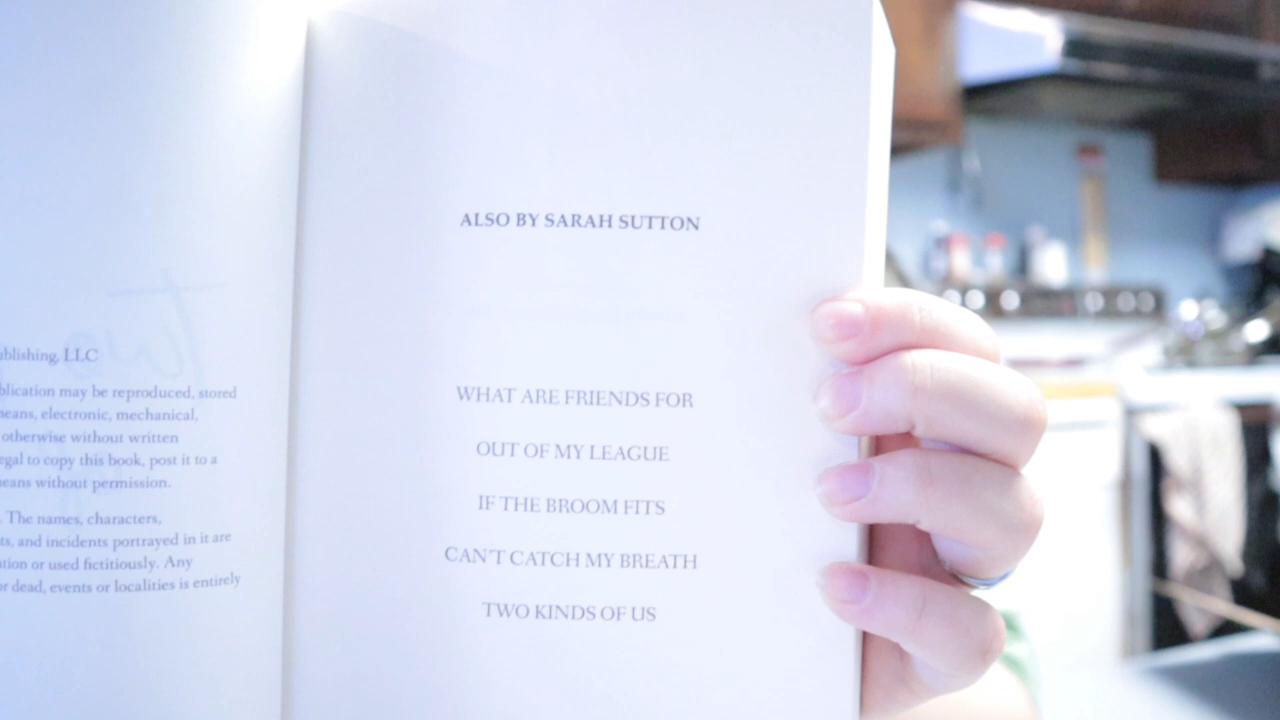 ublishing, LLC
blication may be reproduced, stored
neans, electronic, mechanical,
otherwise without written
egal to copy this book, post it to a
neans without permission.
. The names, characters,
ts, and incidents portrayed in it are
ation or used fictitiously. Any
or dead, events or localities is entirely
ALSO BY SARAH SUTTON
WHAT ARE FRIENDS FOR
OUT OF MY LEAGUE
IF THE BROOM FITS
CAN'T CATCH MY BREATH
TWO KINDS OF US